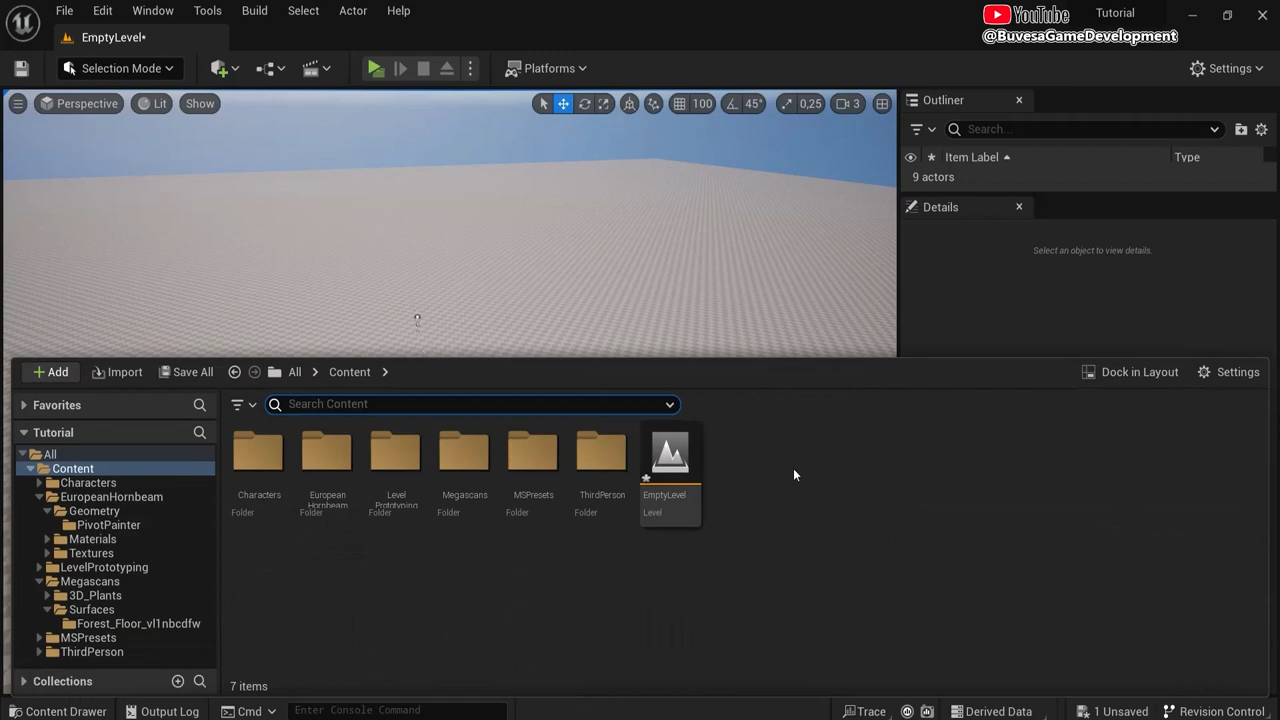 File Edit Window Tools Build Select Actor Help
YouTube Tutorial
@BuvesaGameDevelopment
EmptyLevel*
Selection Mode Platforms Settings
Perspective Lit Show 100 45° 0,25 3
Outliner
Search...
Item Label Type
9 actors
Details
Select an object to view details.
+ Add Import Save All All Content Dock in Layout Settings
Favorites
Search Content
Tutorial
All
Content
Characters
EuropeanHornbeam
Geometry
PivotPainter
Materials
Textures
LevelPrototyping
Megascans
3D_Plants
Surfaces
Forest_Floor_vl1nbcdfw
MSPresets
ThirdPerson
Collections
Characters
Folder
European
Hornbeam
Folder
Level
Prototyping
Folder
Megascans
Folder
MSPresets
Folder
ThirdPerson
Folder
EmptyLevel
Level
7 items
Content Drawer Output Log Cmd Enter Console Command Trace Derived Data 1 Unsaved Revision Control